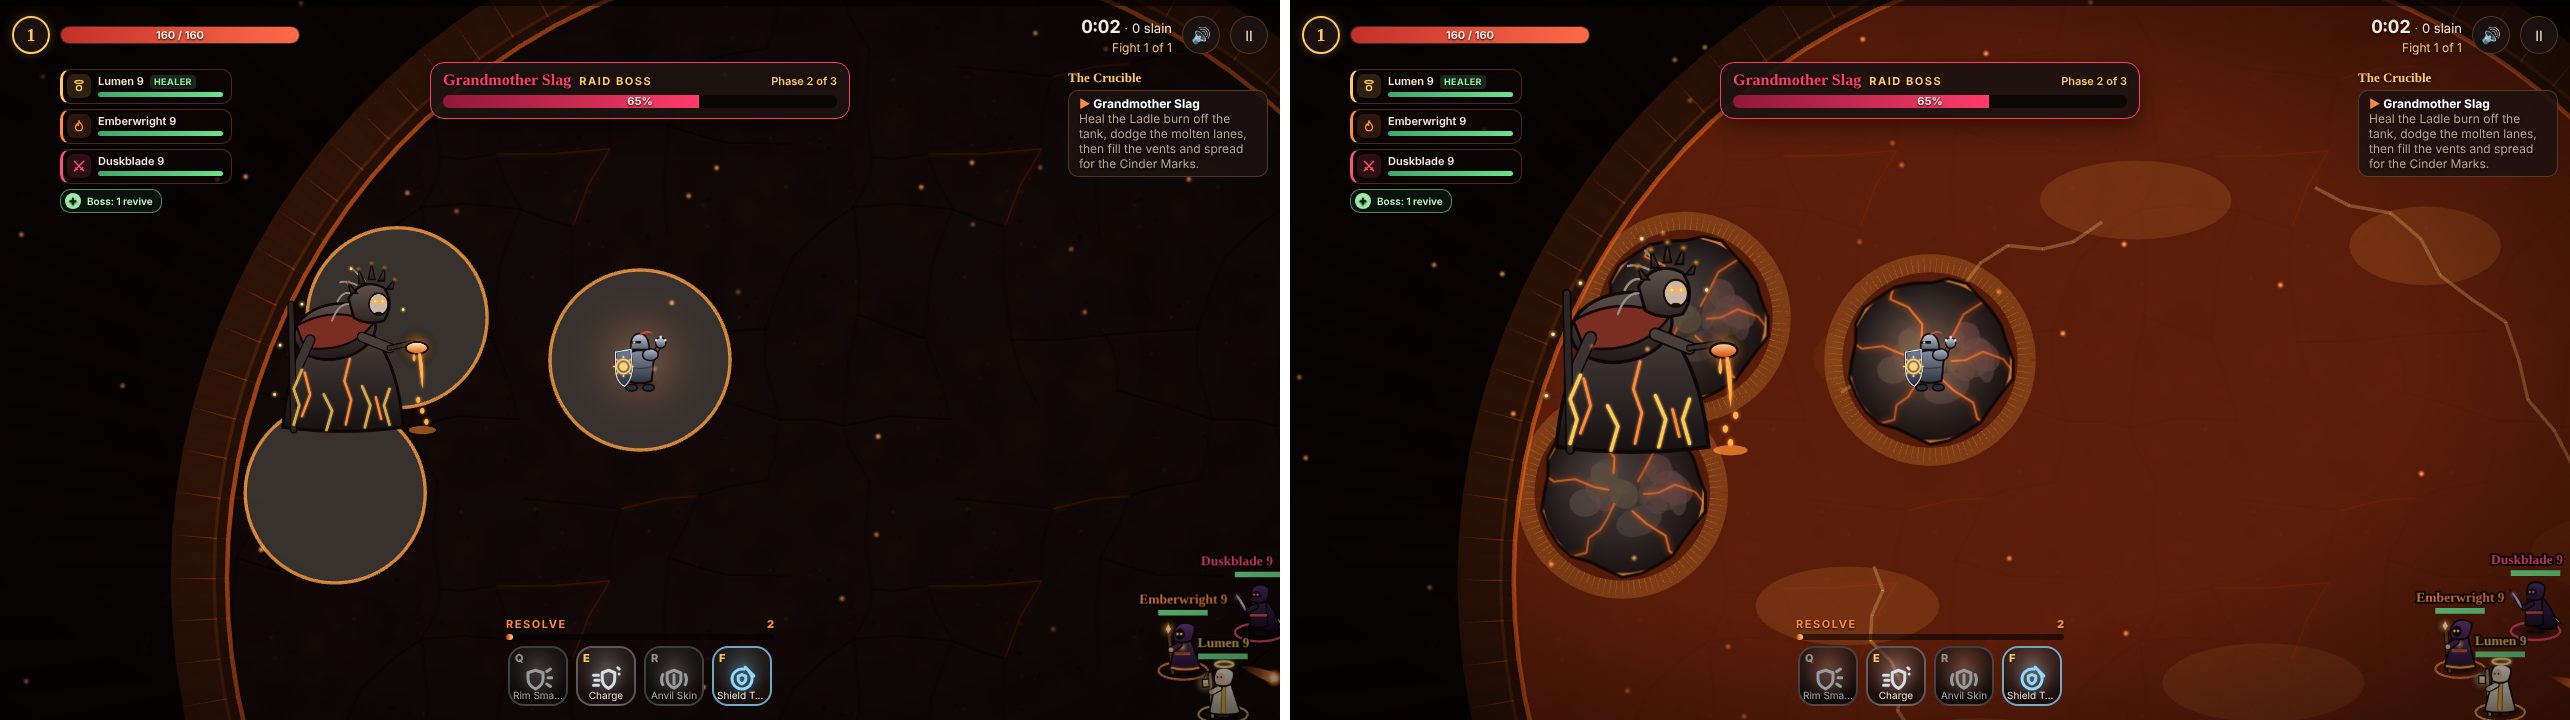 1
160 / 160
0:02 · 0 slain
Fight 1 of 1
Lumen 9 HEALER
Emberwright 9
Duskblade 9
Boss: 1 revive
Grandmother Slag RAID BOSS Phase 2 of 3
65%
The Crucible
▶ Grandmother Slag
Heal the Ladle burn off the
tank, dodge the molten lanes,
then fill the vents and spread
for the Cinder Marks.
Duskblade 9
Emberwright 9
Lumen 9
RESOLVE 2
Q E R F
Rim Sma... Charge Anvil Skin Shield T...
1
160 / 160
0:02 · 0 slain
Fight 1 of 1
Lumen 9 HEALER
Emberwright 9
Duskblade 9
Boss: 1 revive
Grandmother Slag RAID BOSS Phase 2 of 3
65%
The Crucible
▶ Grandmother Slag
Heal the Ladle burn off the
tank, dodge the molten lanes,
then fill the vents and spread
for the Cinder Marks.
Duskblade 9
Emberwright 9
Lumen 9
RESOLVE 2
Q E R F
Rim Sma... Charge Anvil Skin Shield T...